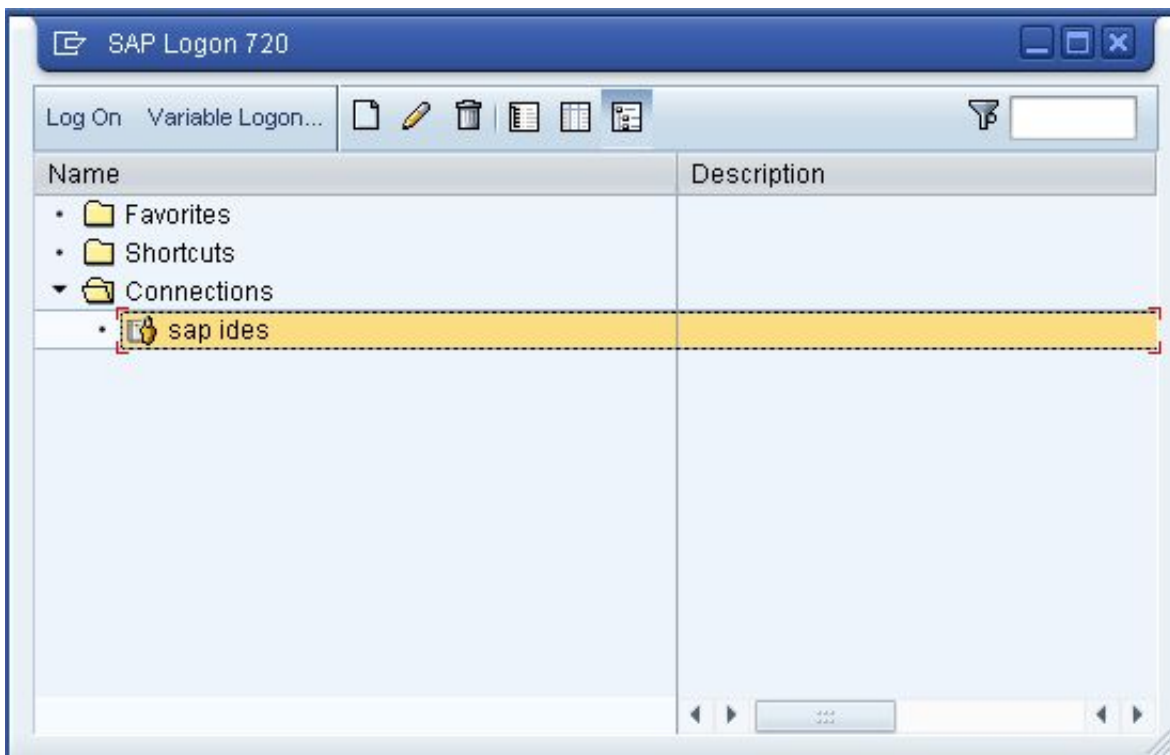 SAP Logon 720
Log On Variable Logon...
Name Description
Favorites
Shortcuts
Connections
sap ides